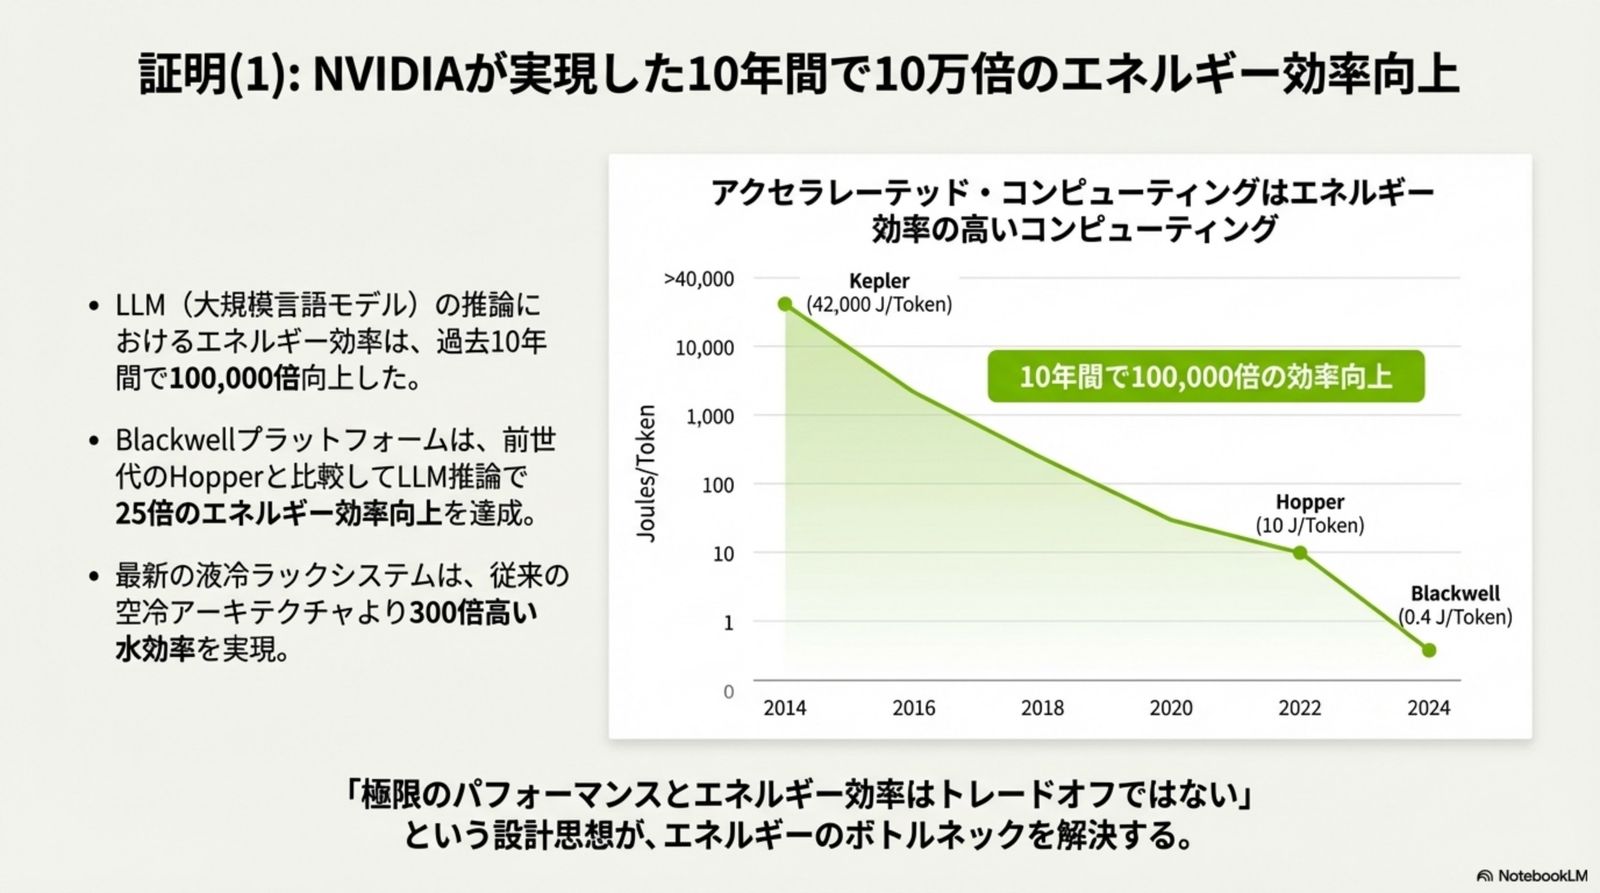 証明(1): NVIDIAが実現した10年間で10万倍のエネルギー効率向上
• LLM（大規模言語モデル）の推論に
おけるエネルギー効率は、過去10年
間で100,000倍向上した。
• Blackwellプラットフォームは、前世
代のHopperと比較してLLM推論で
25倍のエネルギー効率向上を達成。
• 最新の液冷ラックシステムは、従来の
空冷アーキテクチャより300倍高い
水効率を実現。
アクセラレーテッド・コンピューティングはエネルギー
効率の高いコンピューティング
Joules/Token
>40,000
10,000
1,000
100
10
1
0
Kepler
(42,000 J/Token)
10年間で100,000倍の効率向上
Hopper
(10 J/Token)
Blackwell
(0.4 J/Token)
2014 2016 2018 2020 2022 2024
「極限のパフォーマンスとエネルギー効率はトレードオフではない」
という設計思想が、エネルギーのボトルネックを解決する。
NotebookLM